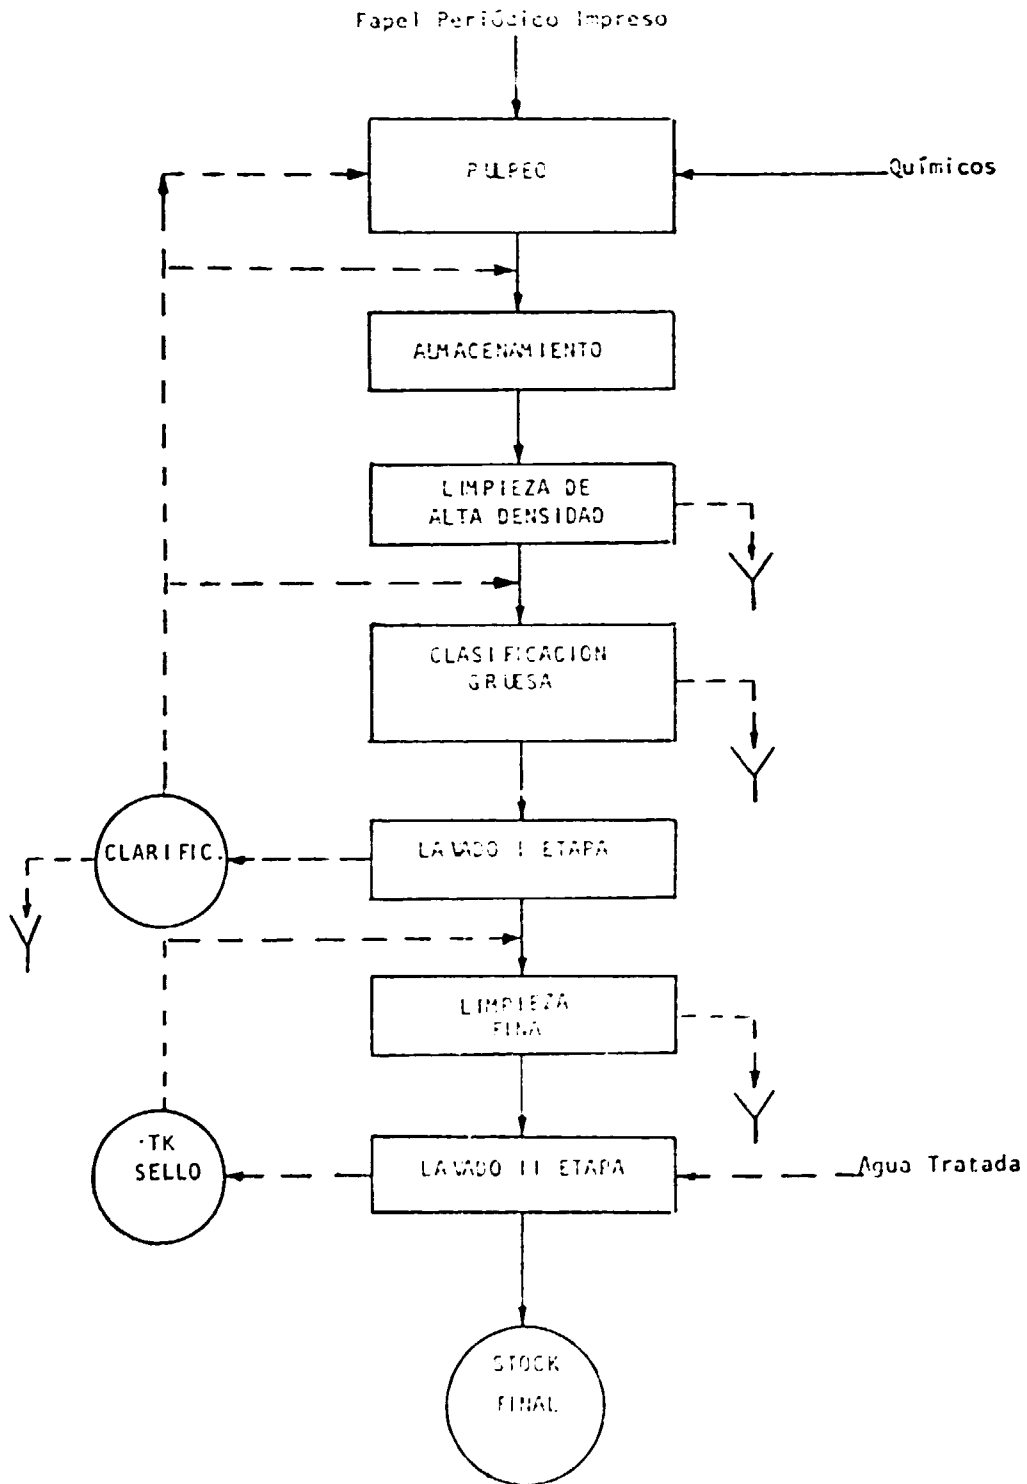 Papel Periódico Impreso
PULPEO
Químicos
ALMACENAMIENTO
LIMPIEZA DE
ALTA DENSIDAD
CLASIFICACION
GRUESA
CLARIFIC.
LAVADO I ETAPA
LIMPIEZA
FINA
TK
SELLO
LAVADO II ETAPA
Agua Tratada
STOCK
FINAL